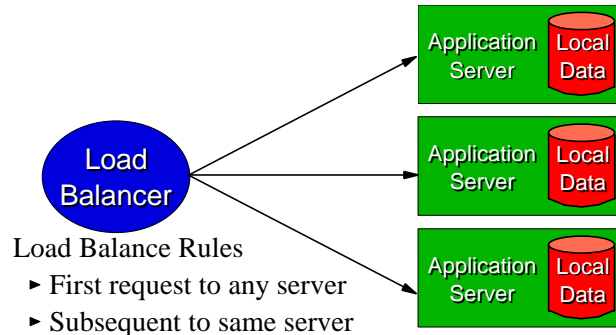 Application
Server
Local
Data
Load
Balancer
Application
Server
Local
Data
Load Balance Rules
First request to any server
Subsequent to same server
Application
Server
Local
Data